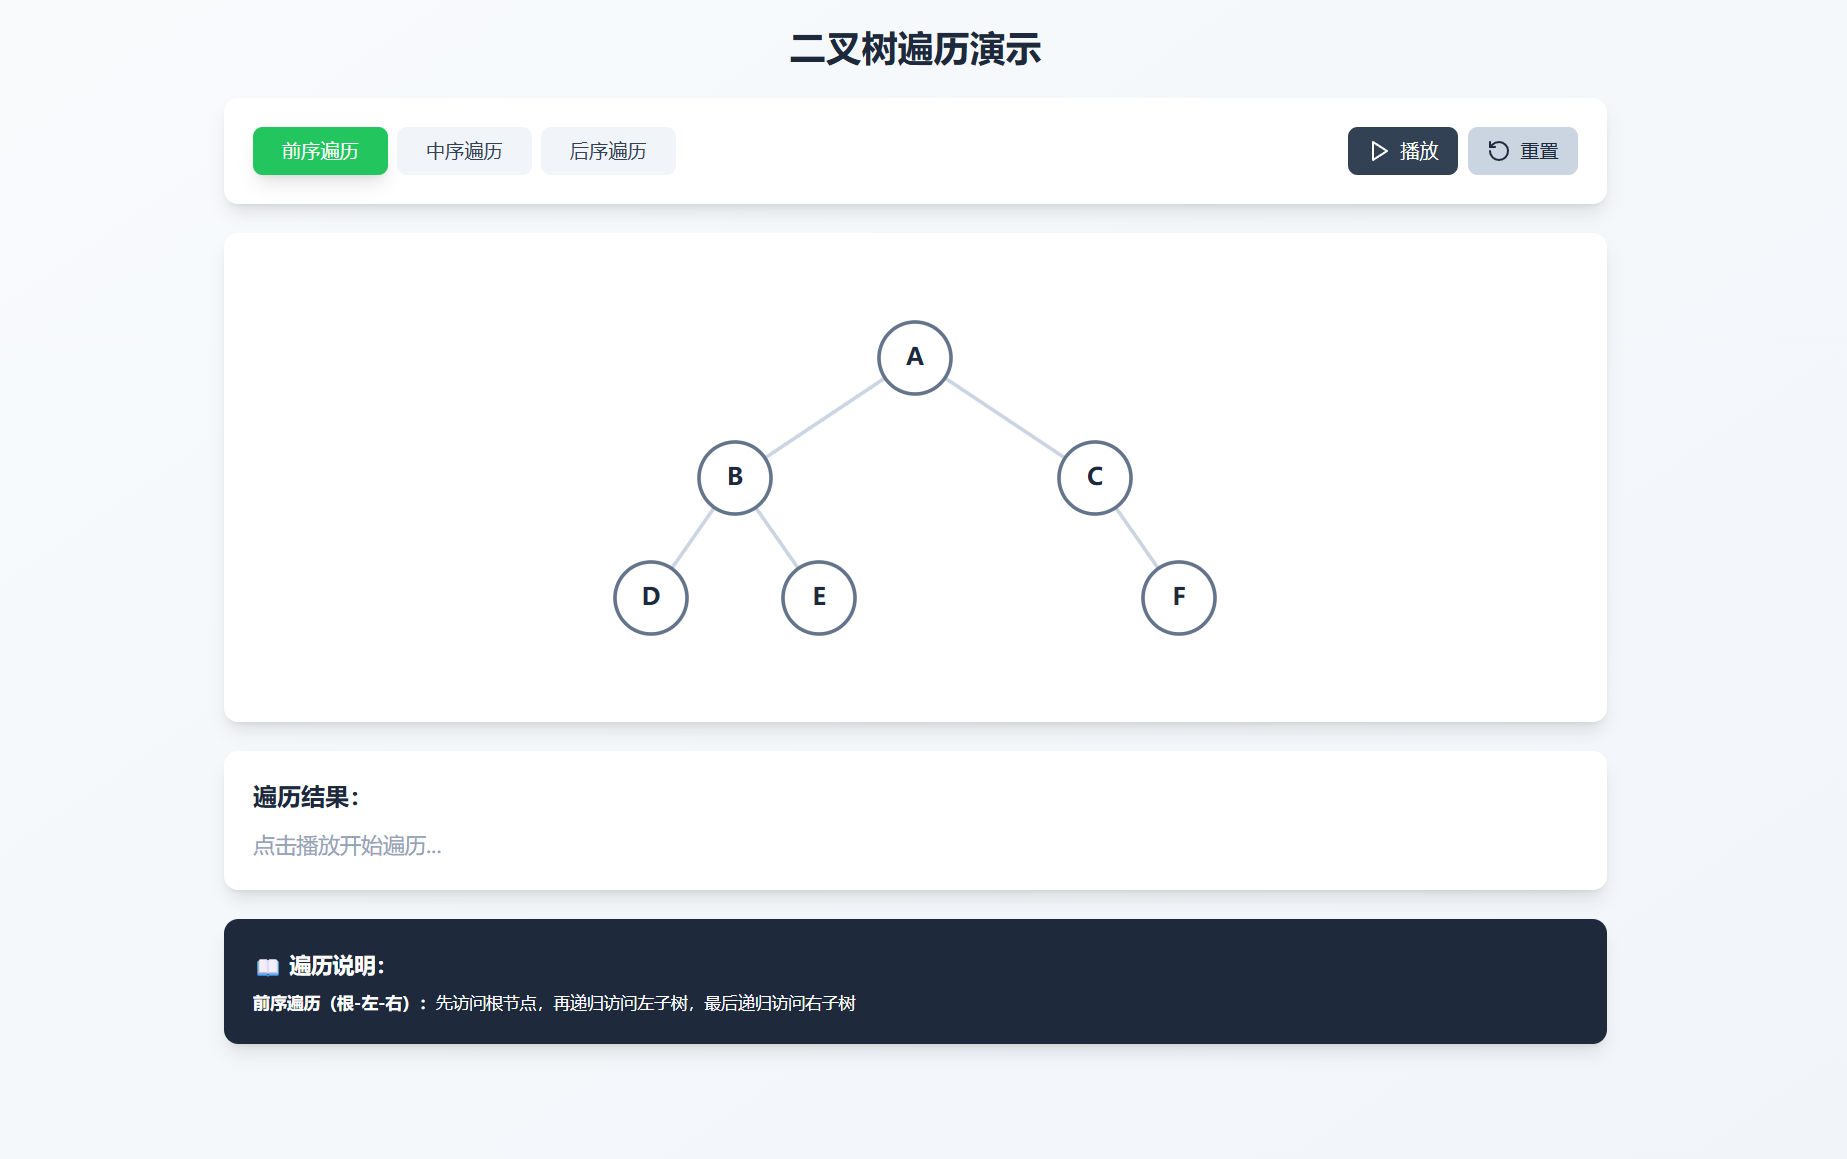 二叉树遍历演示
前序遍历 中序遍历 后序遍历 播放 重置
A
B C
D E F
遍历结果：
点击播放开始遍历...
遍历说明：
前序遍历（根-左-右）：先访问根节点，再递归访问左子树，最后递归访问右子树